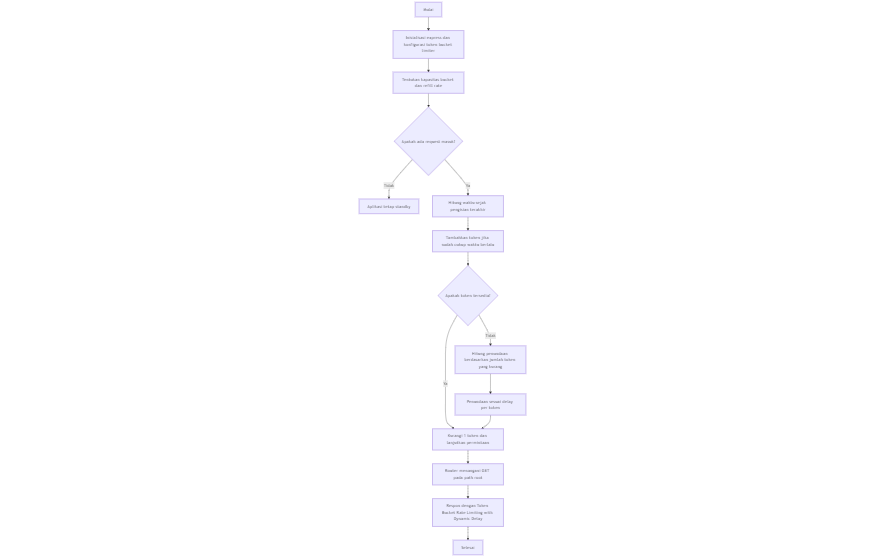 Mulai
Inisialisasi express dan
konfigurasi token bucket
limiter
Tentukan kapasitas bucket
dan refill rate
Apakah ada request masuk?
Tidak
Ya
Aplikasi tetap standby
Hitung waktu sejak
pengisian terakhir
Tambahkan token jika
sudah cukup waktu berlalu
Apakah token tersedia?
Tidak
Hitung penundaan
berdasarkan jumlah token
yang kurang
Ya
Penundaan sesuai delay
per token
Kurangi 1 token dan
lanjutkan permintaan
Router menangani GET
pada path root
Respon dengan Token
Bucket Rate Limiting with
Dynamic Delay
Selesai